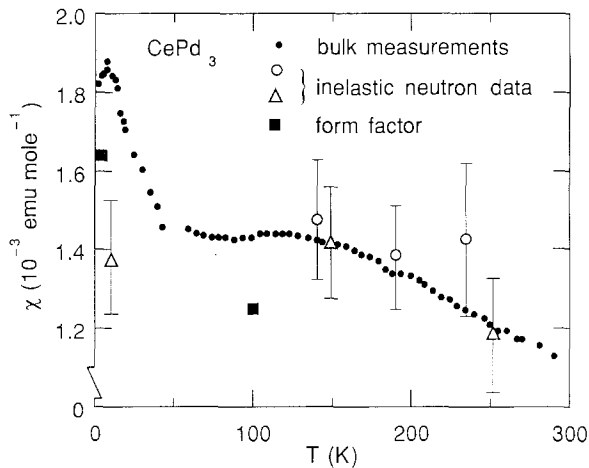 2.0
CePd3
bulk measurements
inelastic neutron data
form factor
1.8
1.6
1.4
1.2
0
χ (10⁻³ emu mole⁻¹)
0 100 200 300
T (K)